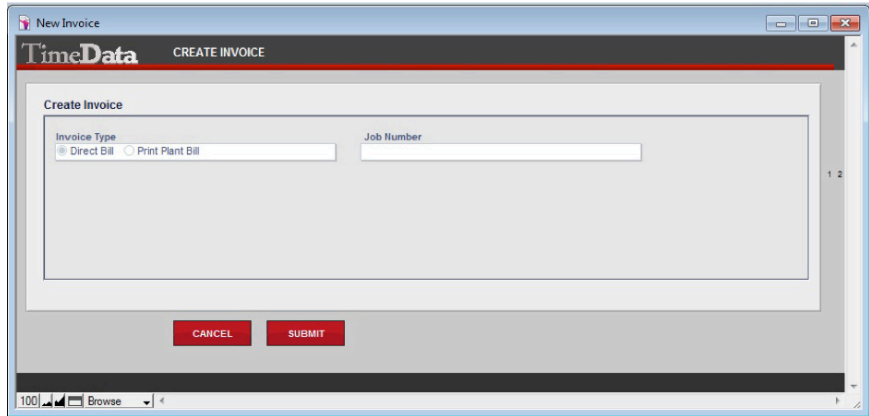 New Invoice
TimeData CREATE INVOICE
Create Invoice
Invoice Type Job Number
Direct Bill Print Plant Bill
1 2
CANCEL SUBMIT
100 Browse